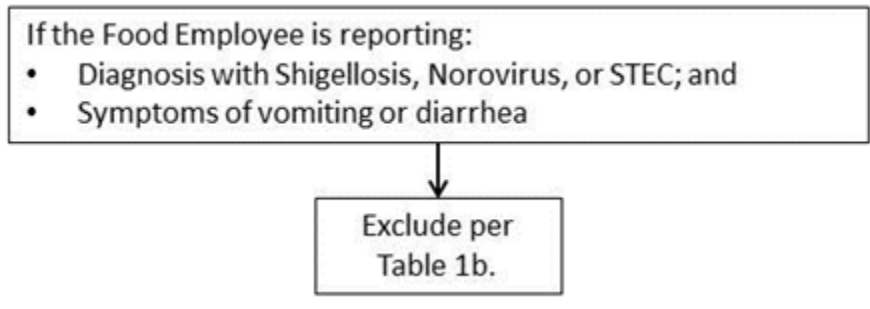 If the Food Employee is reporting:
• Diagnosis with Shigellosis, Norovirus, or STEC; and
• Symptoms of vomiting or diarrhea
Exclude per
Table 1b.